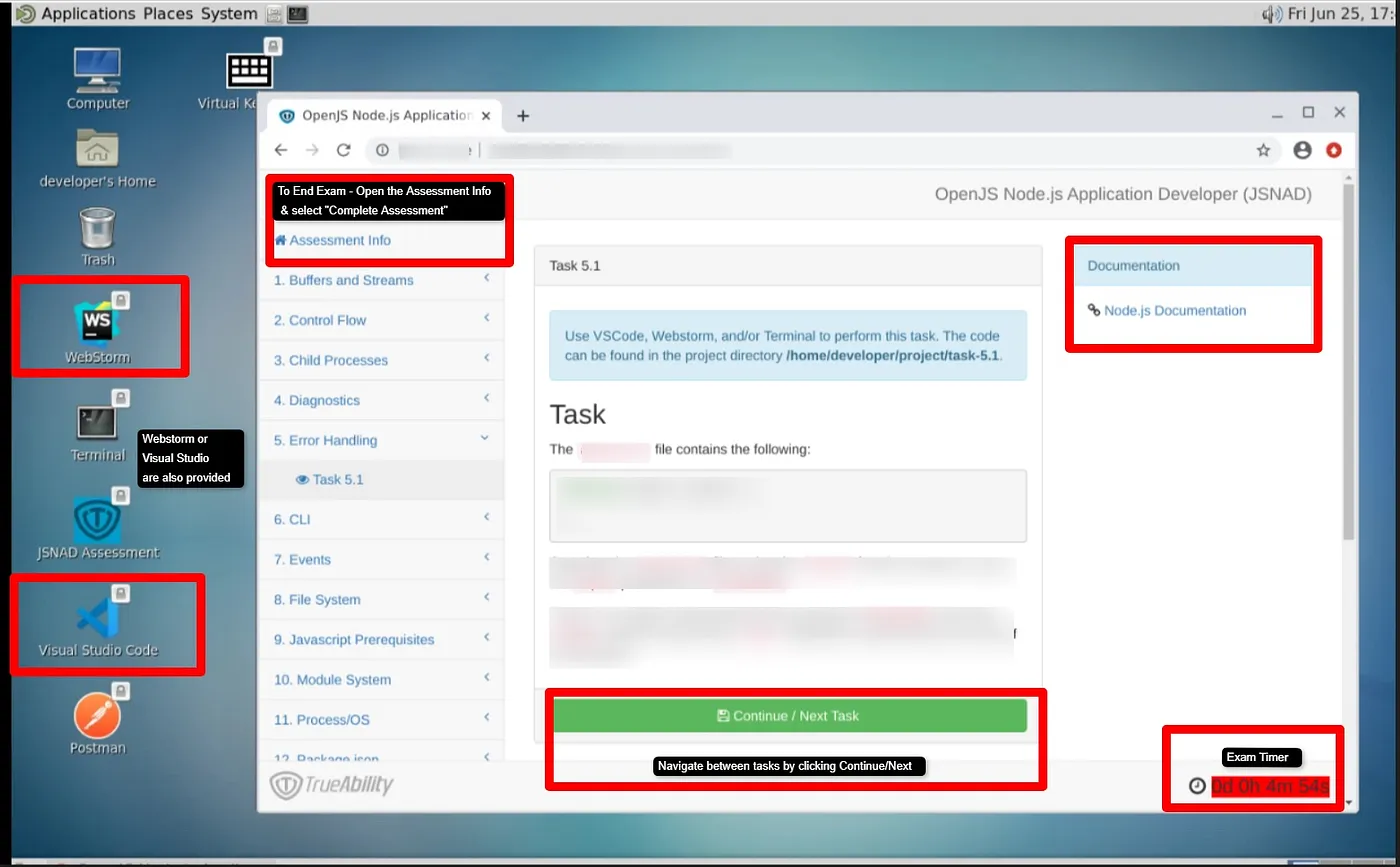 Applications Places System
Fri Jun 25, 17:
Computer
Virtual Ke
developer's Home
Trash
WS
WebStorm
Terminal
Webstorm or
Visual Studio
are also provided
JSNAD Assessment
Visual Studio Code
Postman
OpenJS Node.js Application
To End Exam - Open the Assessment Info
& select "Complete Assessment"
OpenJS Node.js Application Developer (JSNAD)
Assessment Info
1. Buffers and Streams
2. Control Flow
3. Child Processes
4. Diagnostics
5. Error Handling
Task 5.1
6. CLI
7. Events
8. File System
9. Javascript Prerequisites
10. Module System
11. Process/OS
12. Package.json
TrueAbility
Task 5.1
Use VSCode, Webstorm, and/or Terminal to perform this task. The code
can be found in the project directory /home/developer/project/task-5.1.
Task
The file contains the following:
f
Continue / Next Task
Navigate between tasks by clicking Continue/Next
Documentation
Node.js Documentation
Exam Timer
0d 0h 4m 54s